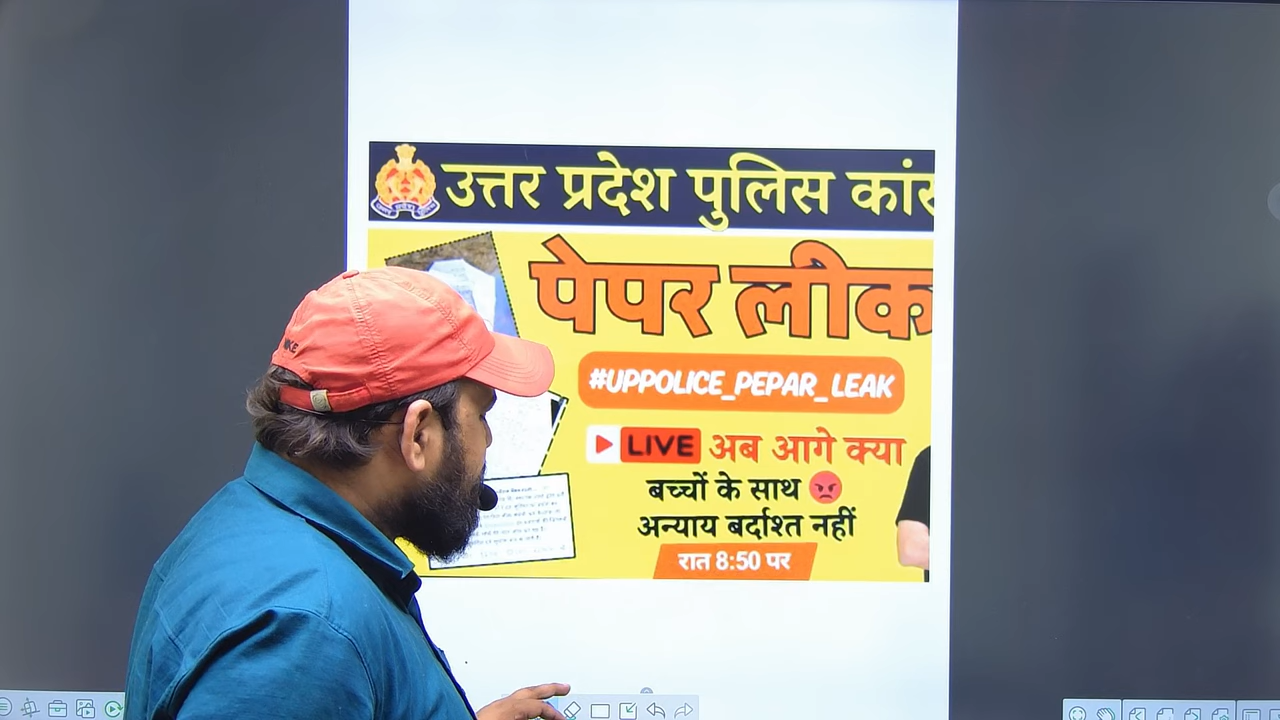 उत्तर प्रदेश पुलिस कां
पेपर लीक
#UPPOLICE_PEPAR_LEAK
LIVE अब आगे क्या
बच्चों के साथ
अन्याय बर्दाश्त नहीं
रात 8:50 पर